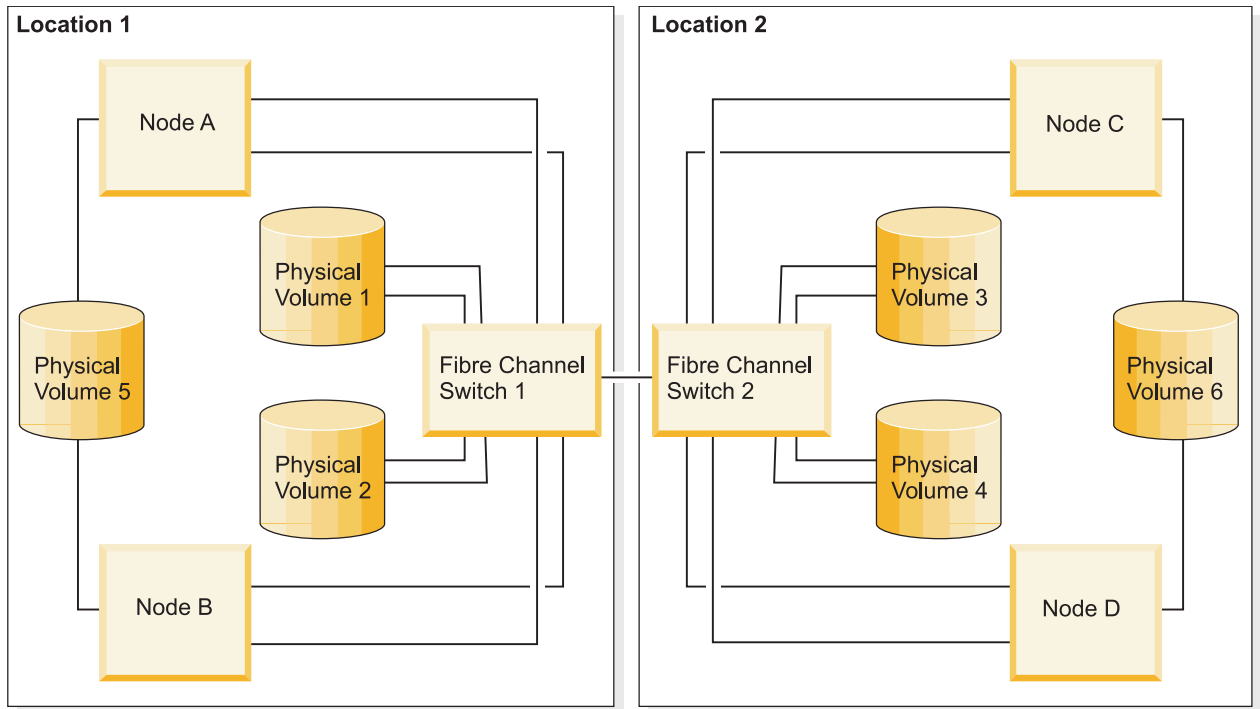 Location 1
Location 2
Node A
Node C
Physical
Volume 1
Physical
Volume 3
Physical
Volume 5
Fibre Channel
Switch 1
Fibre Channel
Switch 2
Physical
Volume 6
Physical
Volume 2
Physical
Volume 4
Node B
Node D